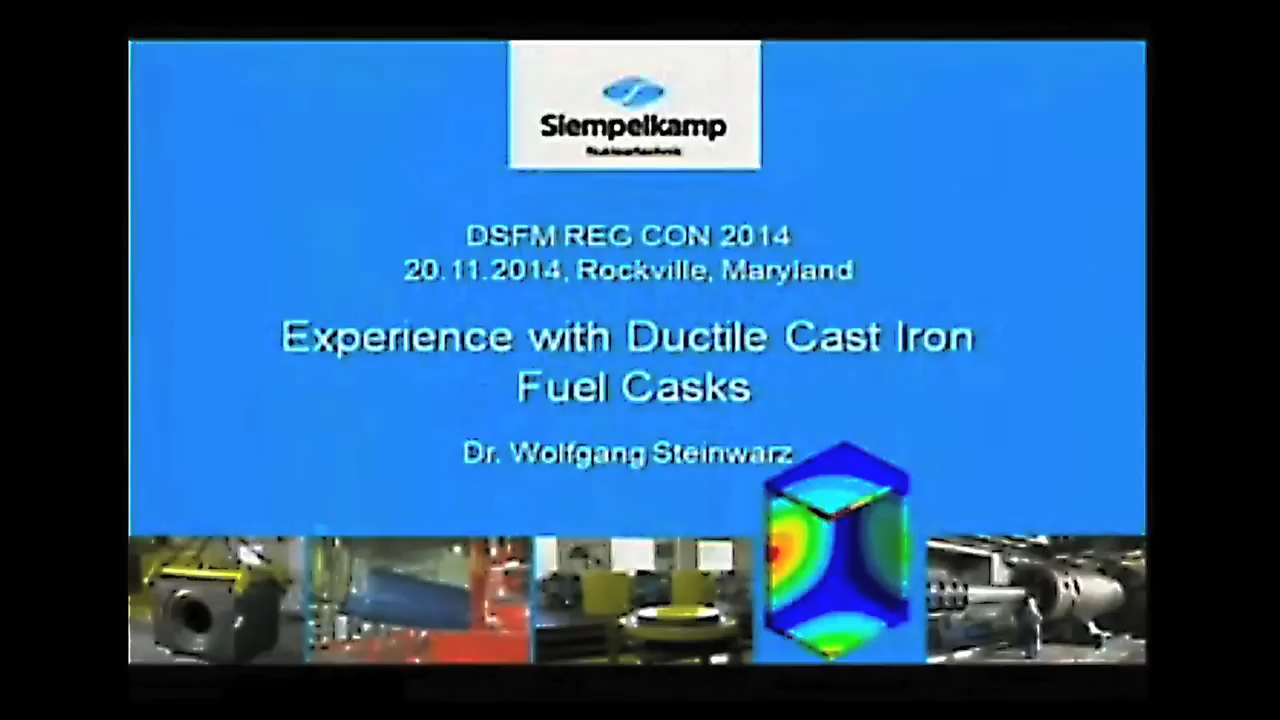 Siempelkamp
DSFM REG CON 2014
20.11.2014, Rockville, Maryland
Experience with Ductile Cast Iron
Fuel Casks
Dr. Wolfgang Steinwarz